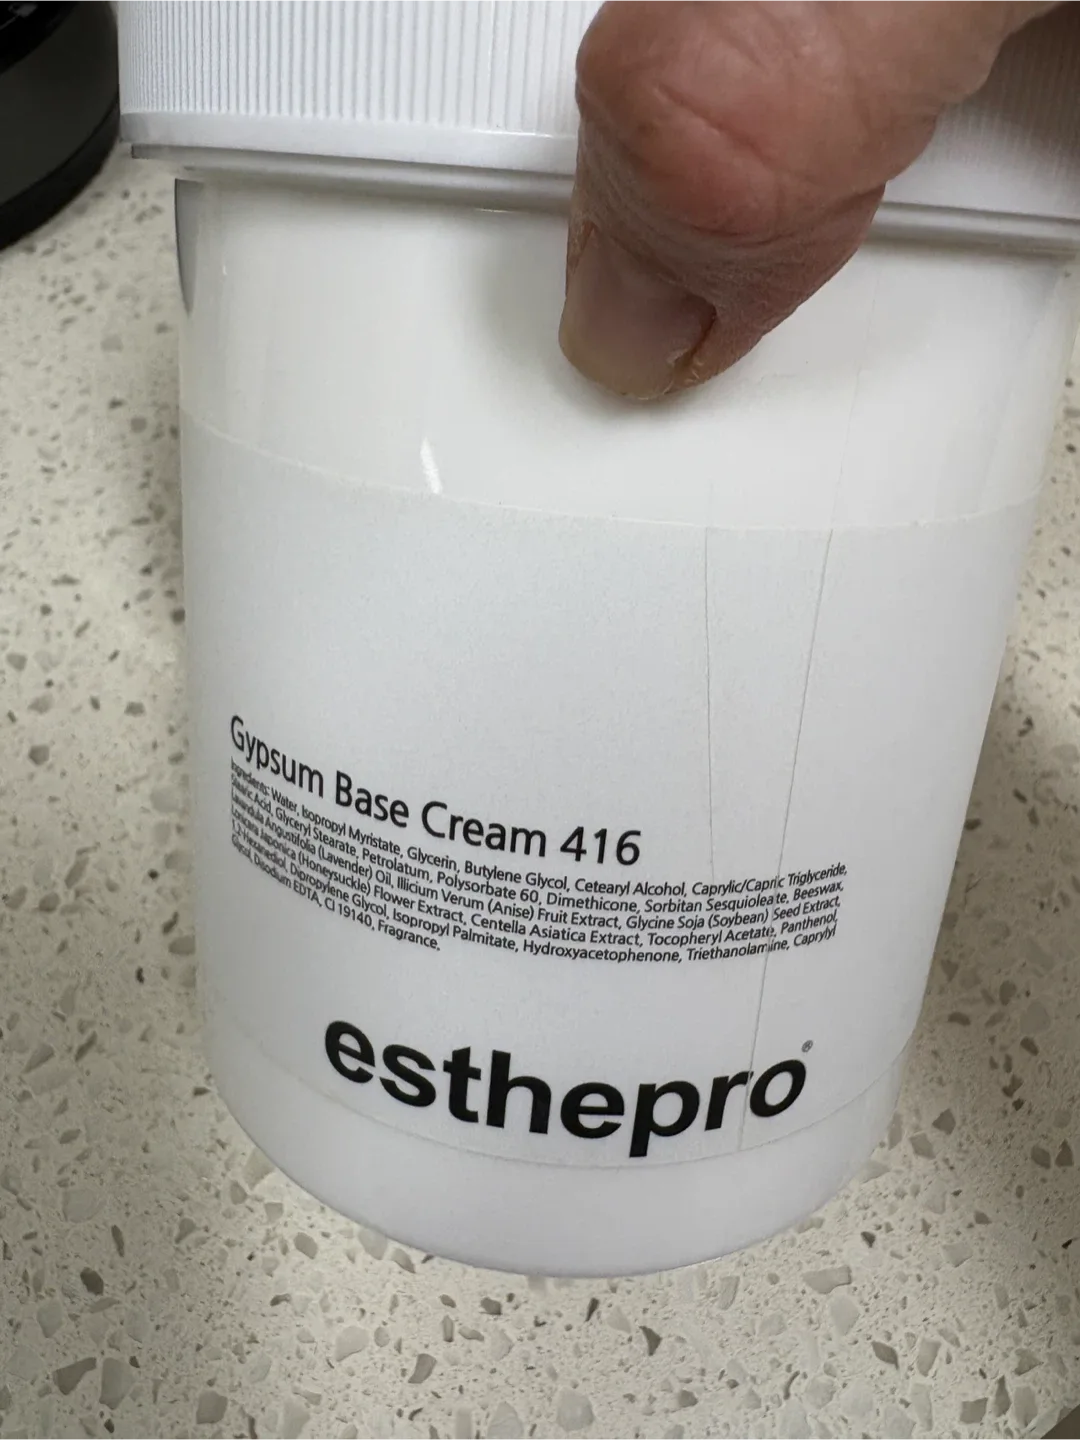 Gypsum Base Cream 416
Ingredients: Water, Isopropyl Myristate, Glycerin, Butylene Glycol, Cetearyl Alcohol, Caprylic/Capric Triglyceride,
Stearic Acid, Glyceryl Stearate, Petrolatum, Polysorbate 60, Dimethicone, Sorbitan Sesquioleate, Beeswax,
Lavandula Angustifolia (Lavender) Oil, Illicium Verum (Anise) Fruit Extract, Glycine Soja (Soybean) Seed Extract,
Lonicera Japonica (Honeysuckle) Flower Extract, Centella Asiatica Extract, Tocopheryl Acetate, Panthenol,
1,2-Hexanediol, Dipropylene Glycol, Isopropyl Palmitate, Hydroxyacetophenone, Triethanolamine, Caprylyl
Glycol, Disodium EDTA, CI 19140, Fragrance.
esthepro®